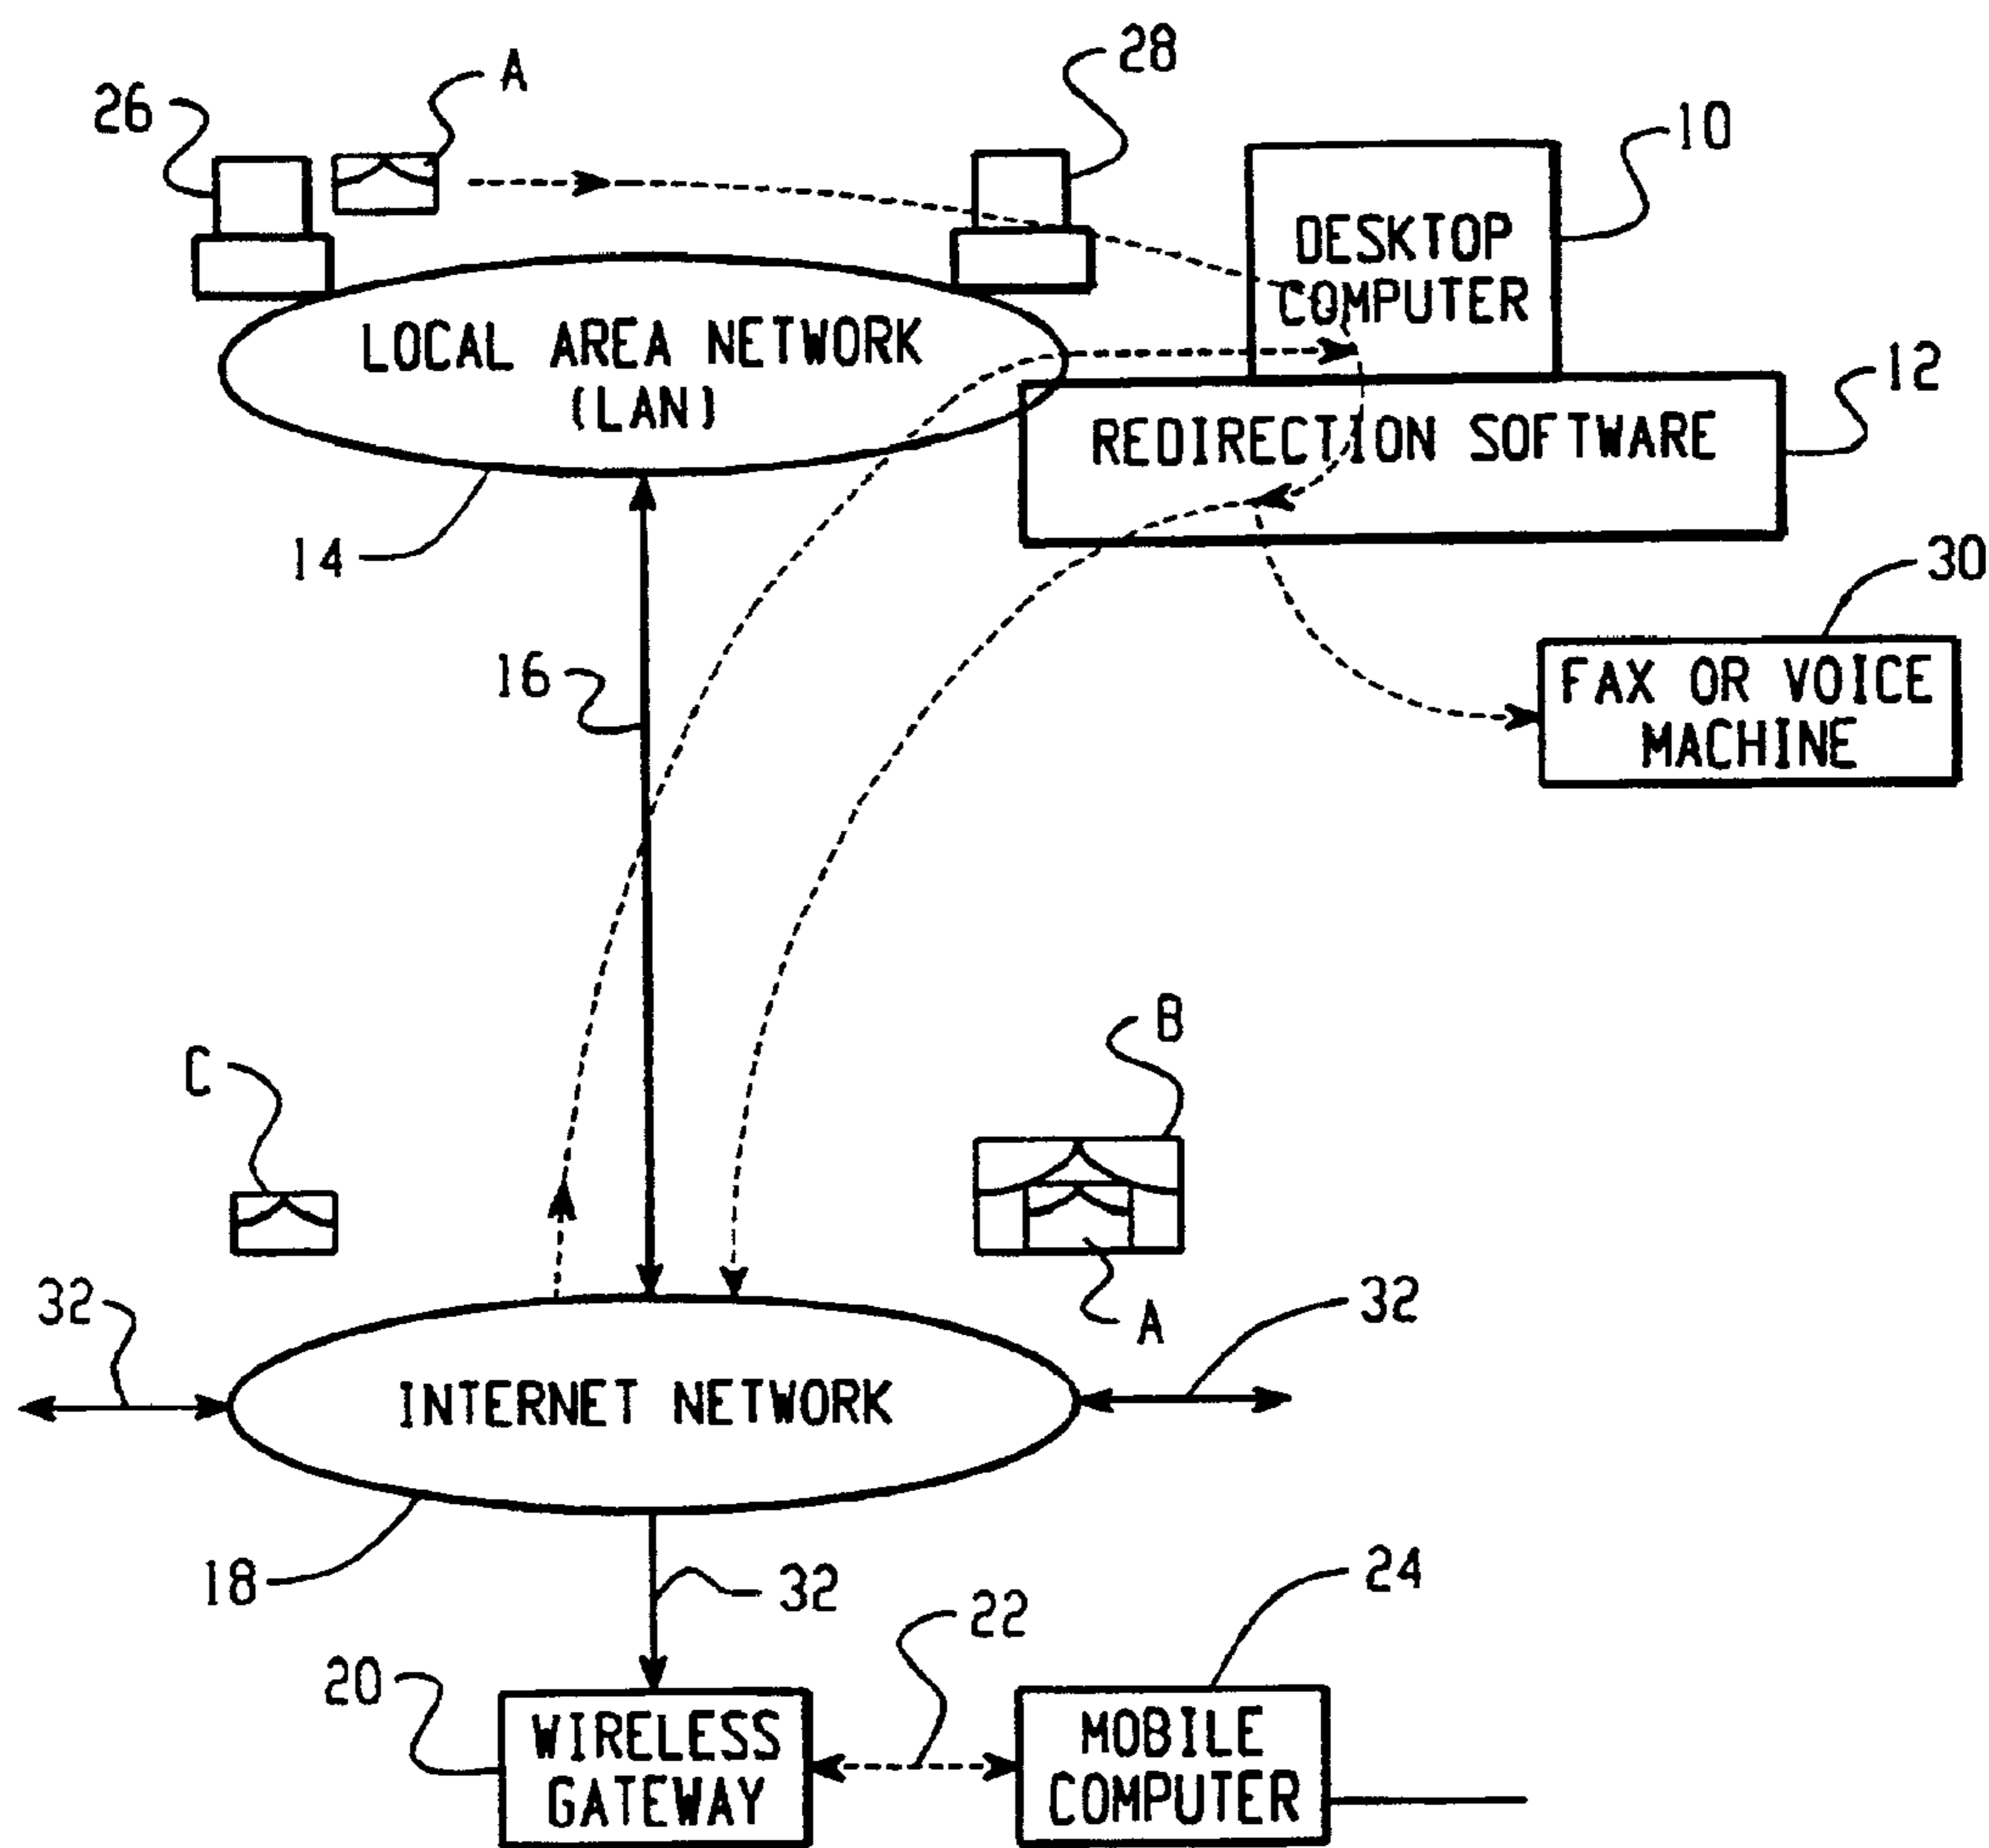 26
A
28
10
DESKTOP
COMPUTER
LOCAL AREA NETWORK
(LAN)
12
REDIRECTION SOFTWARE
14
30
16
FAX OR VOICE
MACHINE
B
C
32
A
32
INTERNET NETWORK
18
32
22
24
20
WIRELESS
GATEWAY
MOBILE
COMPUTER